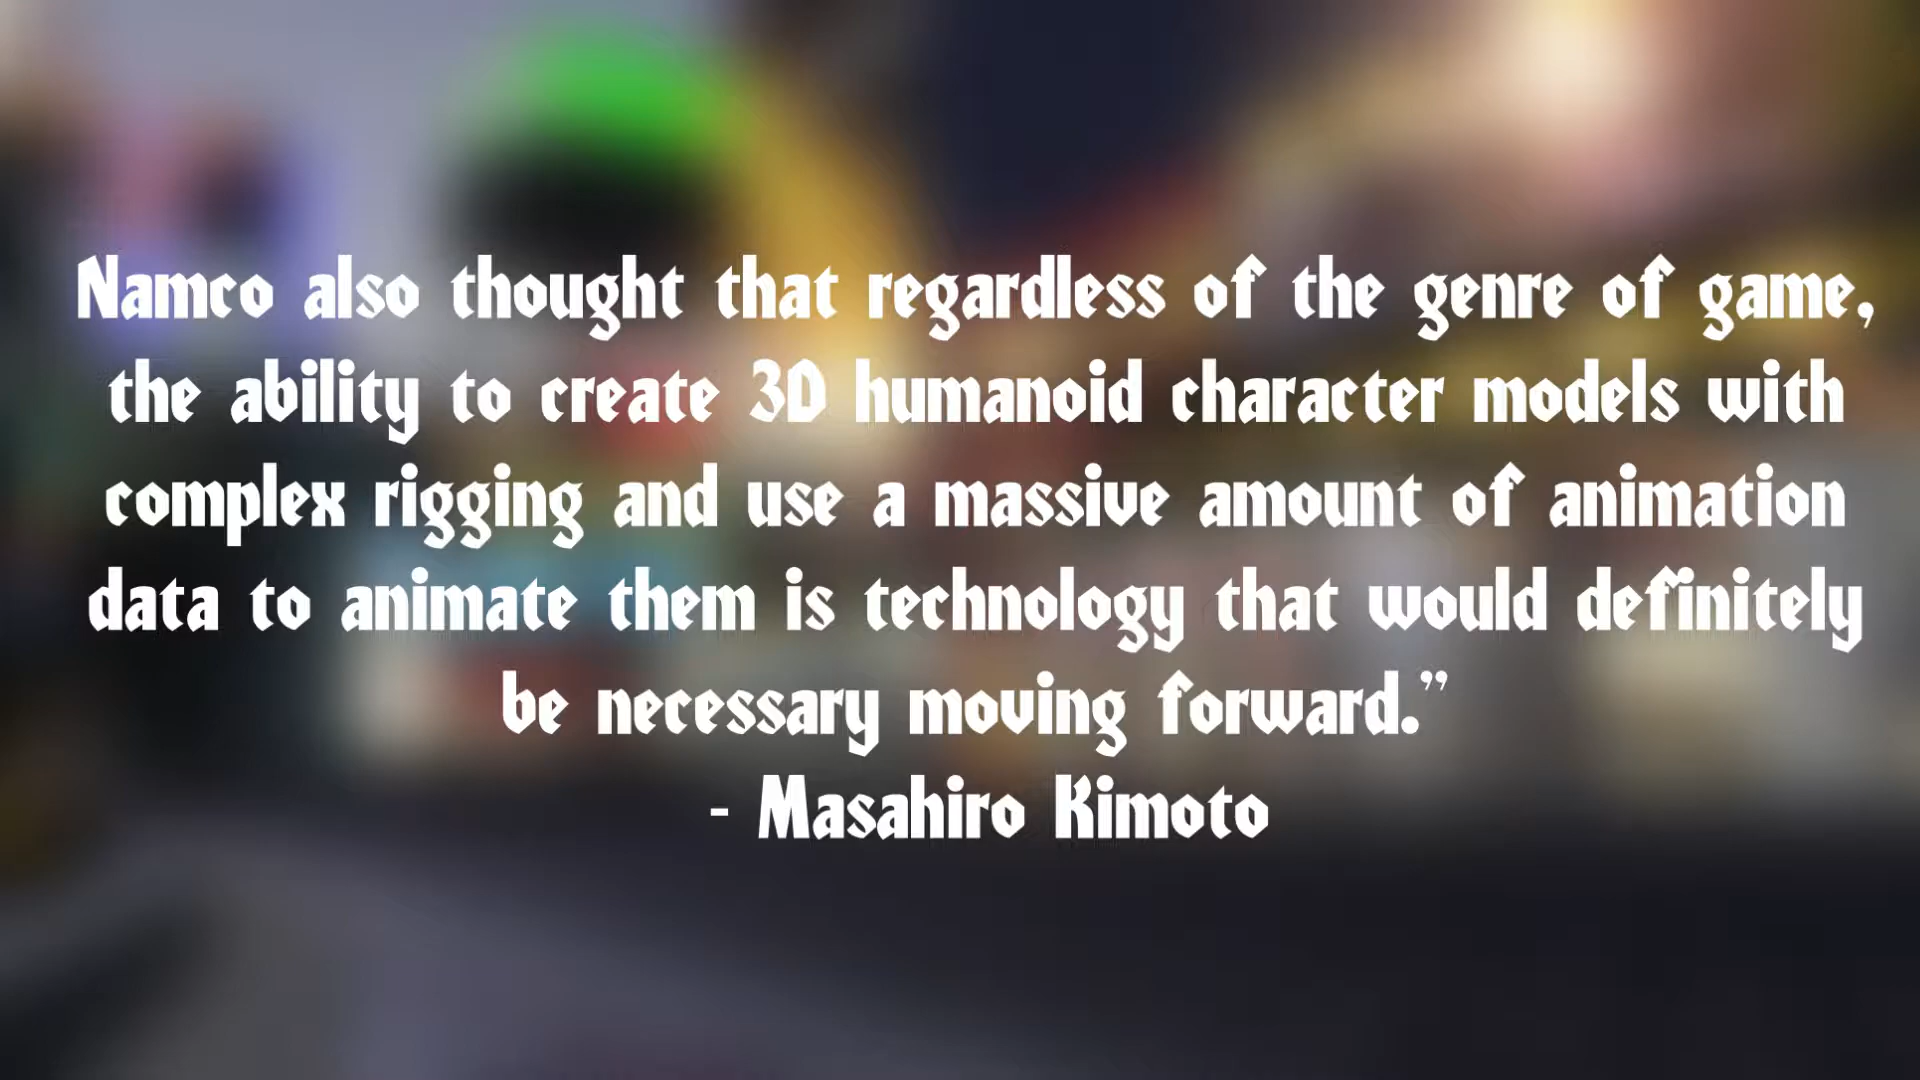 Namco also thought that regardless of the genre of game,
the ability to create 3D humanoid character models with
complex rigging and use a massive amount of animation
data to animate them is technology that would definitely
be necessary moving forward.”
- Masahiro Kimoto